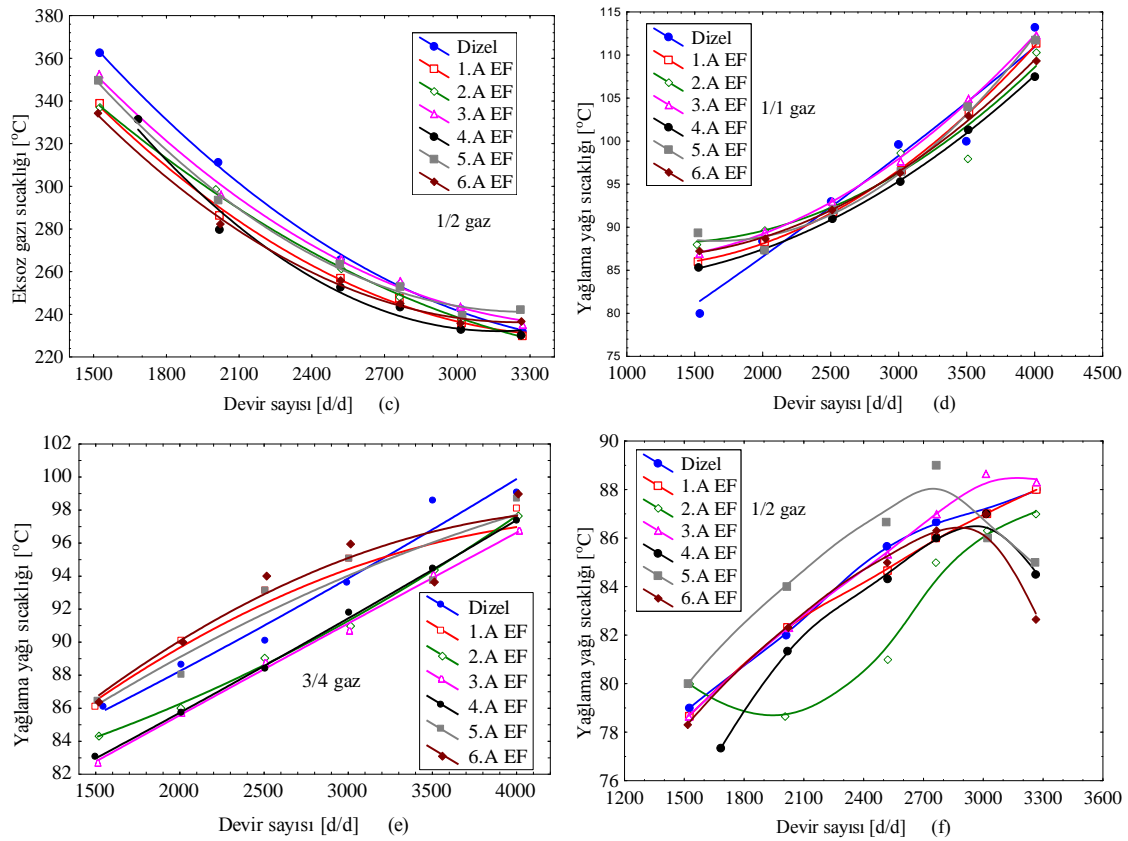 380
360
340
320
300
280
260
240
220
1500
1800
2100
2400
2700
3000
3300
Eksoz gazı sıcaklığı [°C]
Devir sayısı [d/d] (c)
Dizel
1.A EF
2.A EF
3.A EF
4.A EF
5.A EF
6.A EF
1/2 gaz
115
110
105
100
95
90
85
80
75
1000
1500
2000
2500
3000
3500
4000
4500
Yağlama yağı sıcaklığı [°C]
Devir sayısı [d/d] (d)
Dizel
1.A EF
2.A EF
3.A EF
4.A EF
5.A EF
6.A EF
1/1 gaz
102
100
98
96
94
92
90
88
86
84
82
1500
2000
2500
3000
3500
4000
Yağlama yağı sıcaklığı [°C]
Devir sayısı [d/d] (e)
3/4 gaz
Dizel
1.A EF
2.A EF
3.A EF
4.A EF
5.A EF
6.A EF
90
88
86
84
82
80
78
76
1200
1500
1800
2100
2400
2700
3000
3300
3600
Yağlama yağı sıcaklığı [°C]
Devir sayısı [d/d] (f)
Dizel
1.A EF
2.A EF
3.A EF
4.A EF
5.A EF
6.A EF
1/2 gaz